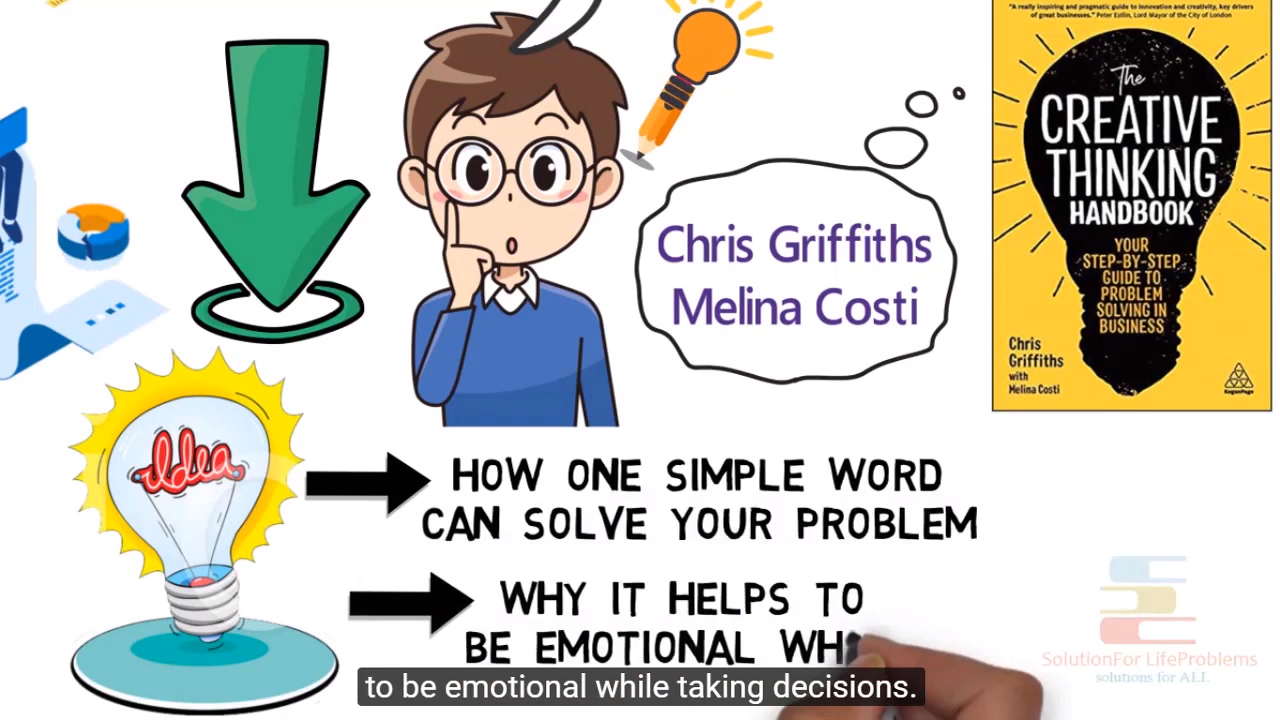 "A really inspiring and pragmatic guide to innovation and creativity, key drivers
of great businesses." Peter Estlin, Lord Mayor of the City of London
The
CREATIVE
THINKING
HANDBOOK
YOUR
STEP-BY-STEP
GUIDE TO
PROBLEM
SOLVING IN
BUSINESS
Chris
Griffiths
with
Melina Costi
KoganPage
Chris Griffiths
Melina Costi
Idea
HOW ONE SIMPLE WORD
CAN SOLVE YOUR PROBLEM
WHY IT HELPS TO
BE EMOTIONAL WH
SolutionFor LifeProblems
solutions for ALL
to be emotional while taking decisions.